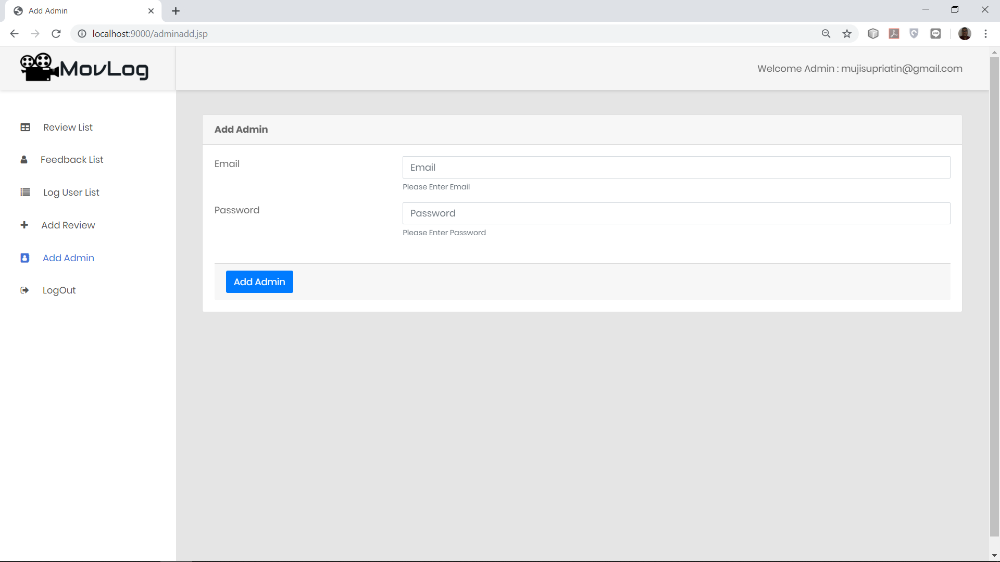 Add Admin
localhost:9000/adminadd.jsp
MovLog
Welcome Admin : mujisupriatin@gmail.com
Review List
Feedback List
Log User List
Add Review
Add Admin
LogOut
Add Admin
Email
Email
Please Enter Email
Password
Password
Please Enter Password
Add Admin